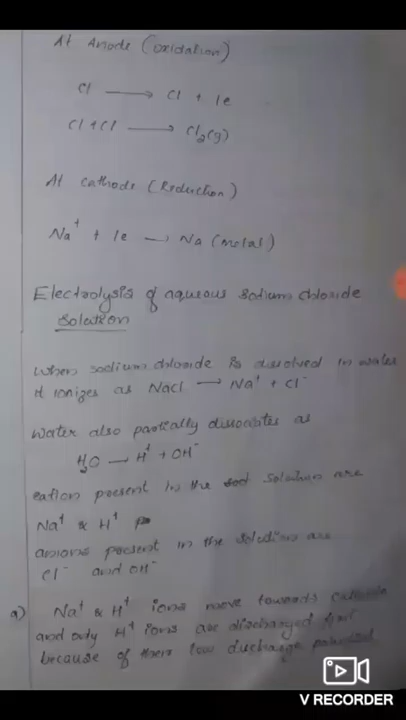 At Anode (Oxidation)
Cl ⟶ Cl + 1e
Cl + Cl ⟶ Cl₂(g)
At cathode (Reduction)
Na⁺ + 1e ⟶ Na (Metal)
Electrolysis of aqueous sodium chloride
solution
When sodium chloride is dissolved in water
it ionizes as NaCl ⟶ Na⁺ + Cl⁻
Water also partially dissociates as
H₂O ⟶ H⁺ + OH⁻
cation present in the solution are
Na⁺ & H⁺
anions present in the solution are
Cl⁻ and OH⁻
a) Na⁺ & H⁺ ions move towards cathode
and only H⁺ ions are discharged first
because of their low discharge potential
V RECORDER